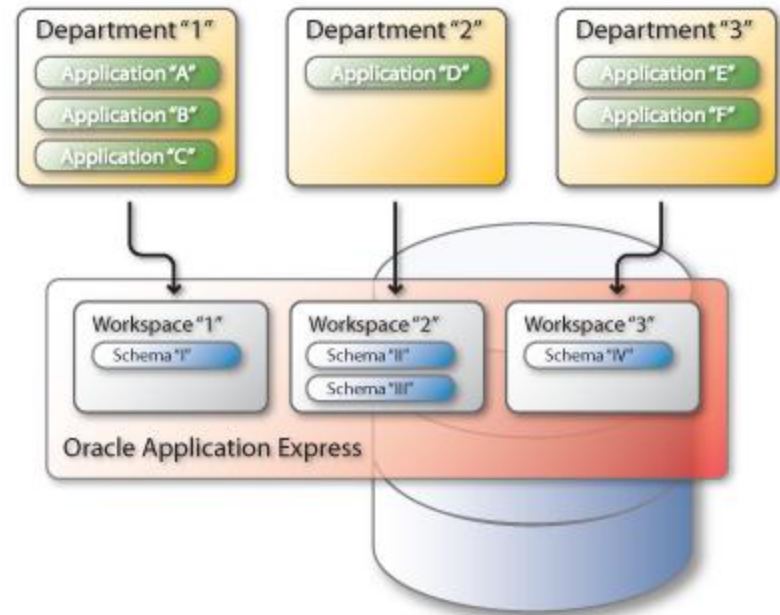 Department "1"
Application "A"
Application "B"
Application "C"
Department "2"
Application "D"
Department "3"
Application "E"
Application "F"
Workspace "1"
Schema "I"
Workspace "2"
Schema "II"
Schema "III"
Workspace "3"
Schema "IV"
Oracle Application Express